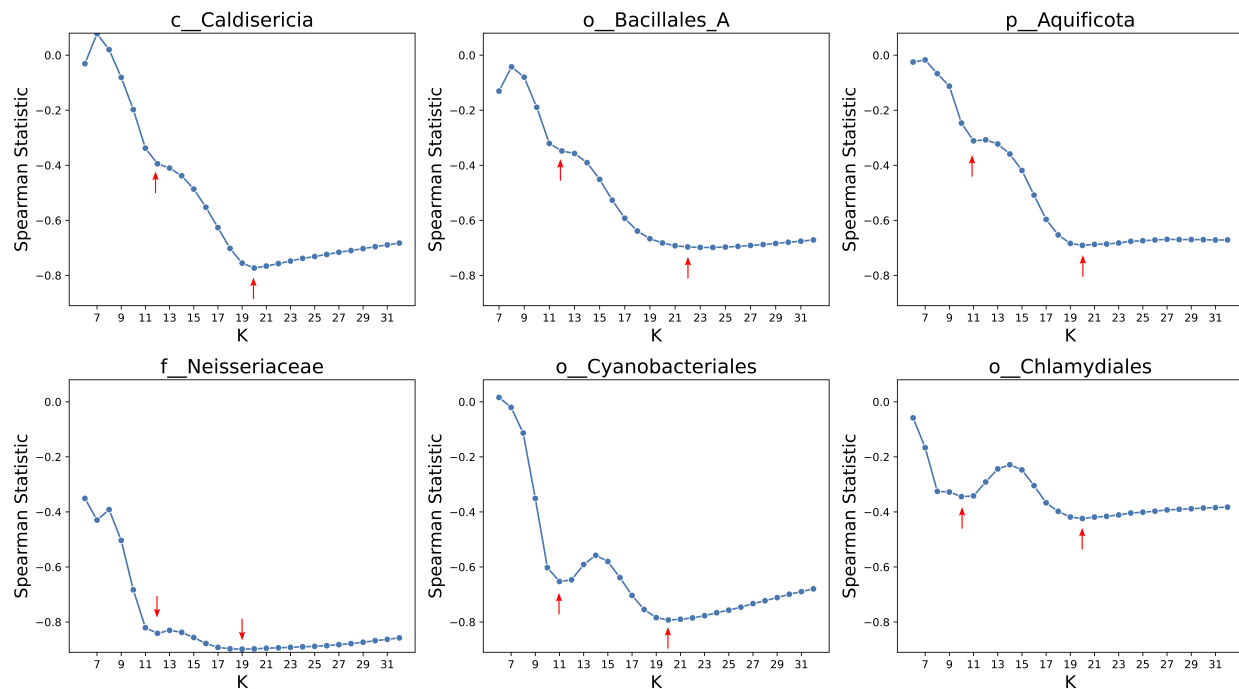 c__Caldisericia
Spearman Statistic
0.0
−0.2
−0.4
−0.6
−0.8
7 9 11 13 15 17 19 21 23 25 27 29 31
K
o__Bacillales_A
Spearman Statistic
0.0
−0.2
−0.4
−0.6
−0.8
7 9 11 13 15 17 19 21 23 25 27 29 31
K
p__Aquificota
Spearman Statistic
0.0
−0.2
−0.4
−0.6
−0.8
7 9 11 13 15 17 19 21 23 25 27 29 31
K
f__Neisseriaceae
Spearman Statistic
0.0
−0.2
−0.4
−0.6
−0.8
7 9 11 13 15 17 19 21 23 25 27 29 31
K
o__Cyanobacteriales
Spearman Statistic
0.0
−0.2
−0.4
−0.6
−0.8
7 9 11 13 15 17 19 21 23 25 27 29 31
K
o__Chlamydiales
Spearman Statistic
0.0
−0.2
−0.4
−0.6
−0.8
7 9 11 13 15 17 19 21 23 25 27 29 31
K